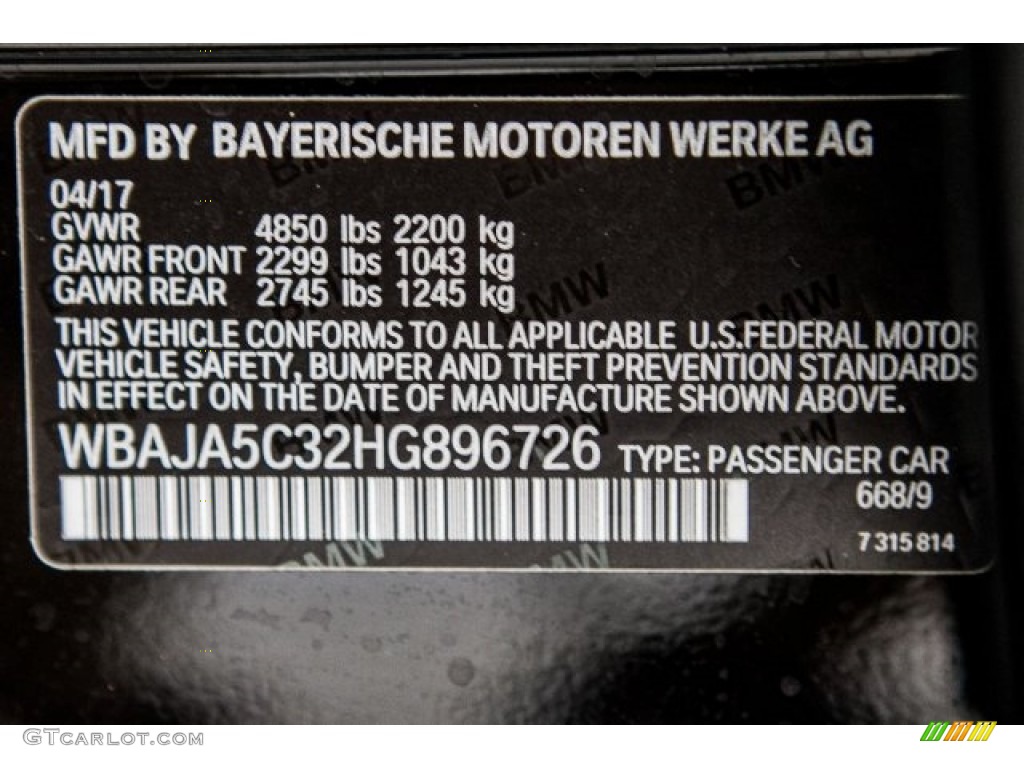 MFD BY BAYERISCHE MOTOREN WERKE AG
04/17
GVWR 4850 lbs 2200 kg
GAWR FRONT 2299 lbs 1043 kg
GAWR REAR 2745 lbs 1245 kg
THIS VEHICLE CONFORMS TO ALL APPLICABLE U.S.FEDERAL MOTOR
VEHICLE SAFETY, BUMPER AND THEFT PREVENTION STANDARDS
IN EFFECT ON THE DATE OF MANUFACTURE SHOWN ABOVE.
WBAJA5C32HG896726 TYPE: PASSENGER CAR
668/9
7 315 814
GTcarlot.com